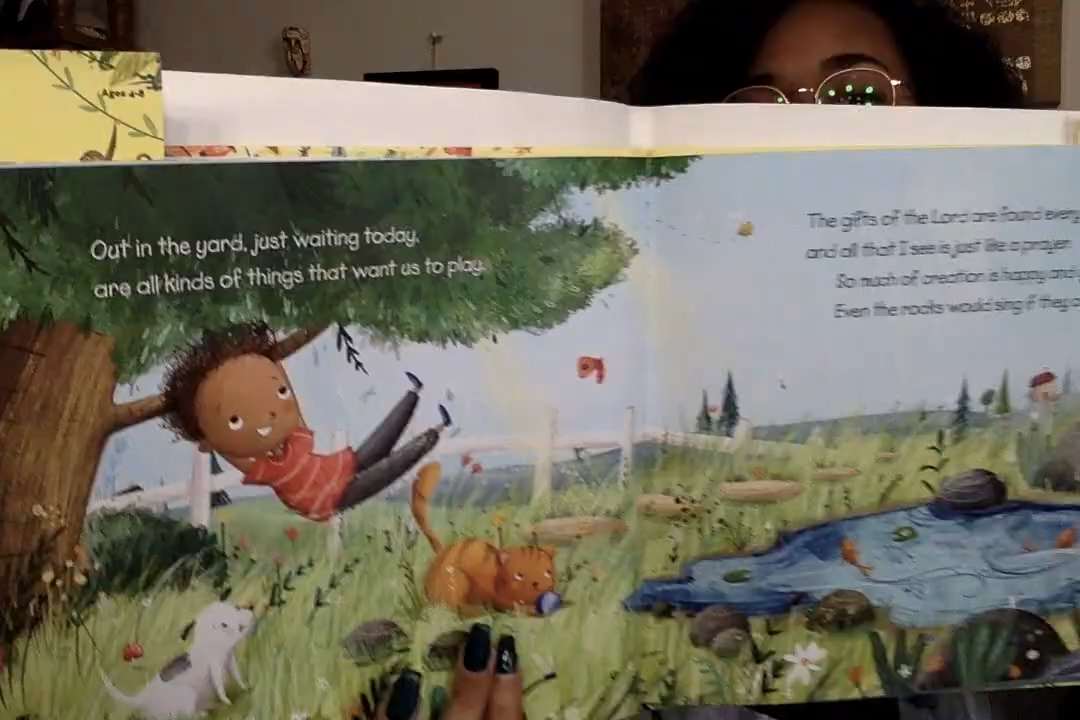 Ages 4-8
Out in the yard, just waiting today,
are all kinds of things that want us to play.
The gifts of the Lord are found
and all that I see is just like a prayer.
So much of creation is happy and
Even the rocks would sing if they